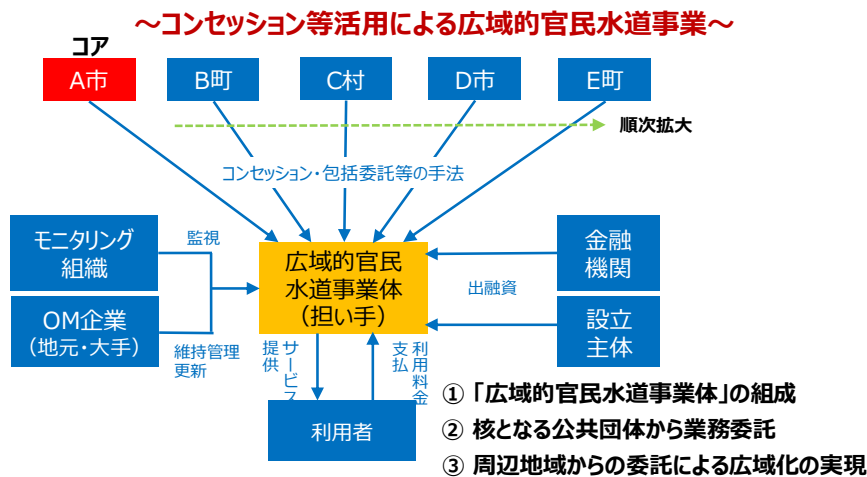 ～コンセッション等活用による広域的官民水道事業～
コア
A市
B町
C村
D市
E町
順次拡大
コンセッション・包括委託等の手法
モニタリング
組織
監視
広域的官民
水道事業体
（担い手）
金融
機関
出融資
OM企業
（地元・大手）
維持管理
更新
設立
主体
サービス
提供
利用料金
支払
利用者
① 「広域的官民水道事業体」の組成
② 核となる公共団体から業務委託
③ 周辺地域からの委託による広域化の実現